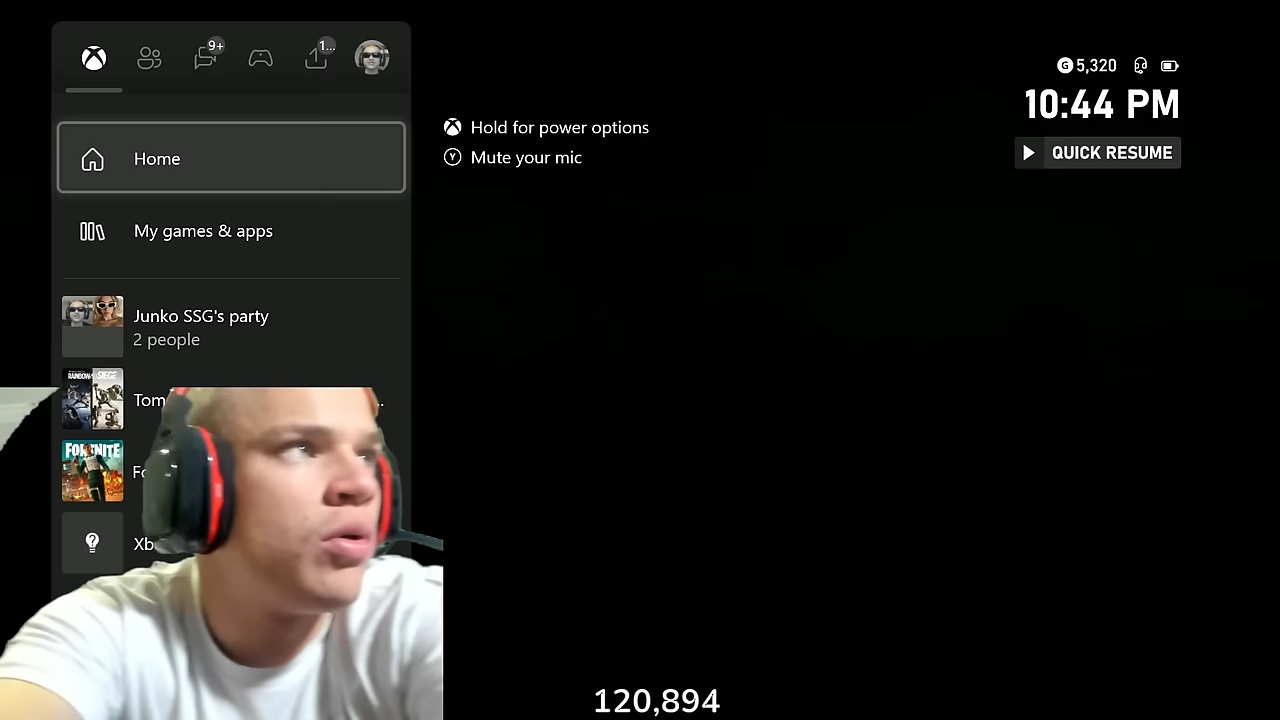 9+
1...
G 5,320
10:44 PM
QUICK RESUME
Hold for power options
Y Mute your mic
Home
My games & apps
Junko SSG's party
2 people
RAINBOW SIEGE
Tom
...
FORTNITE
Fo
Xb
120,894